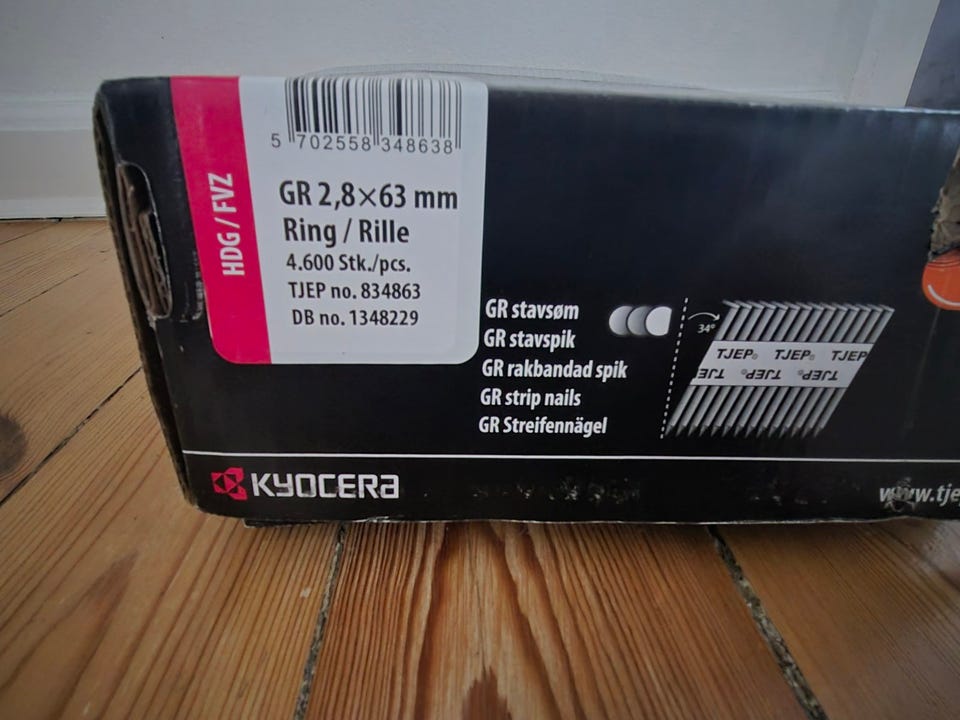 HDG / FVZ
5 702558 348638
GR 2,8×63 mm
Ring / Rille
4.600 Stk./pcs.
TJEP no. 834863
DB no. 1348229
GR stavsøm
GR stavspik
GR rakbandad spik
GR strip nails
GR Streifennägel
34°
TJEP® TJEP® TJEP
TJEP® TJEP® TJEP
KYOCERA
www.tjep